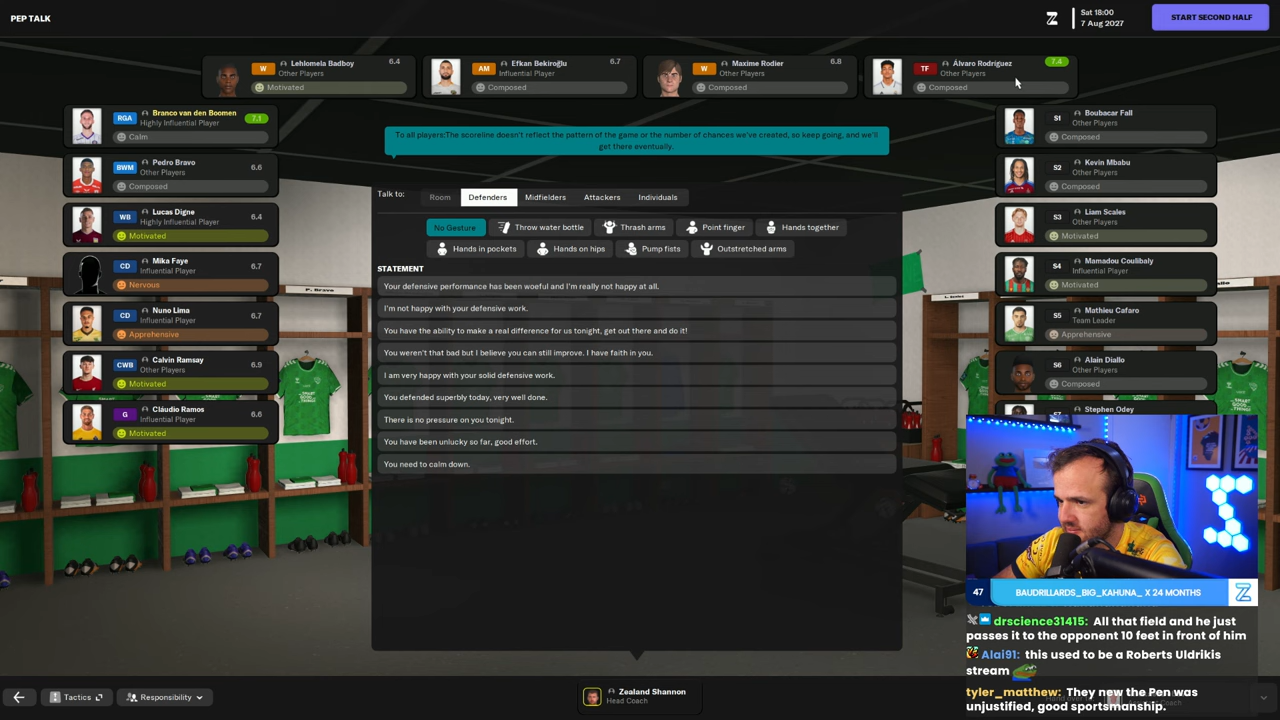 PEP TALK
Sat 18:00
7 Aug 2027
START SECOND HALF
W
Lehlomela Badboy
6.4
Other Players
Motivated
AM
Efkan Bekiroğlu
6.7
Influential Player
Composed
W
Maxime Rodier
6.8
Other Players
Composed
TF
Álvaro Rodríguez
7.4
Other Players
Composed
RGA
Branco van den Boomen
Highly Influential Player
7.1
Calm
BWM
Pedro Bravo
Other Players
6.6
Composed
WB
Lucas Digne
Highly Influential Player
6.4
Motivated
CD
Mika Faye
Influential Player
6.7
Nervous
CD
Nuno Lima
Influential Player
6.7
Apprehensive
CWB
Calvin Ramsay
Other Players
6.9
Motivated
G
Cláudio Ramos
Influential Player
6.6
Motivated
To all players:The scoreline doesn't reflect the pattern of the game or the number of chances we've created, so keep going, and we'll
get there eventually.
Talk to:
Room
Defenders
Midfielders
Attackers
Individuals
No Gesture
Throw water bottle
Thrash arms
Point finger
Hands together
Hands in pockets
Hands on hips
Pump fists
Outstretched arms
STATEMENT
Your defensive performance has been woeful and I'm really not happy at all.
I'm not happy with your defensive work.
You have the ability to make a real difference for us tonight, get out there and do it!
You weren't that bad but I believe you can still improve. I have faith in you.
I am very happy with your solid defensive work.
You defended superbly today, very well done.
There is no pressure on you tonight.
You have been unlucky so far, good effort.
You need to calm down.
S1
Boubacar Fall
Other Players
Composed
S2
Kevin Mbabu
Other Players
Composed
S3
Liam Scales
Other Players
Motivated
S4
Mamadou Coulibaly
Influential Player
Motivated
S5
Mathieu Cafaro
Team Leader
Apprehensive
S6
Alain Diallo
Other Players
Composed
Stephen Odey
P. Bravo
47
BAUDRILLARDS_BIG_KAHUNA_ X 24 MONTHS
drscience31415: All that field and he just
passes it to the opponent 10 feet in front of him
Alai91: this used to be a Roberts Uldrikis
stream
tyler_matthew: They new the Pen was
unjustified, good sportsmanship.
Tactics
Responsibility
Zealand Shannon
Head Coach